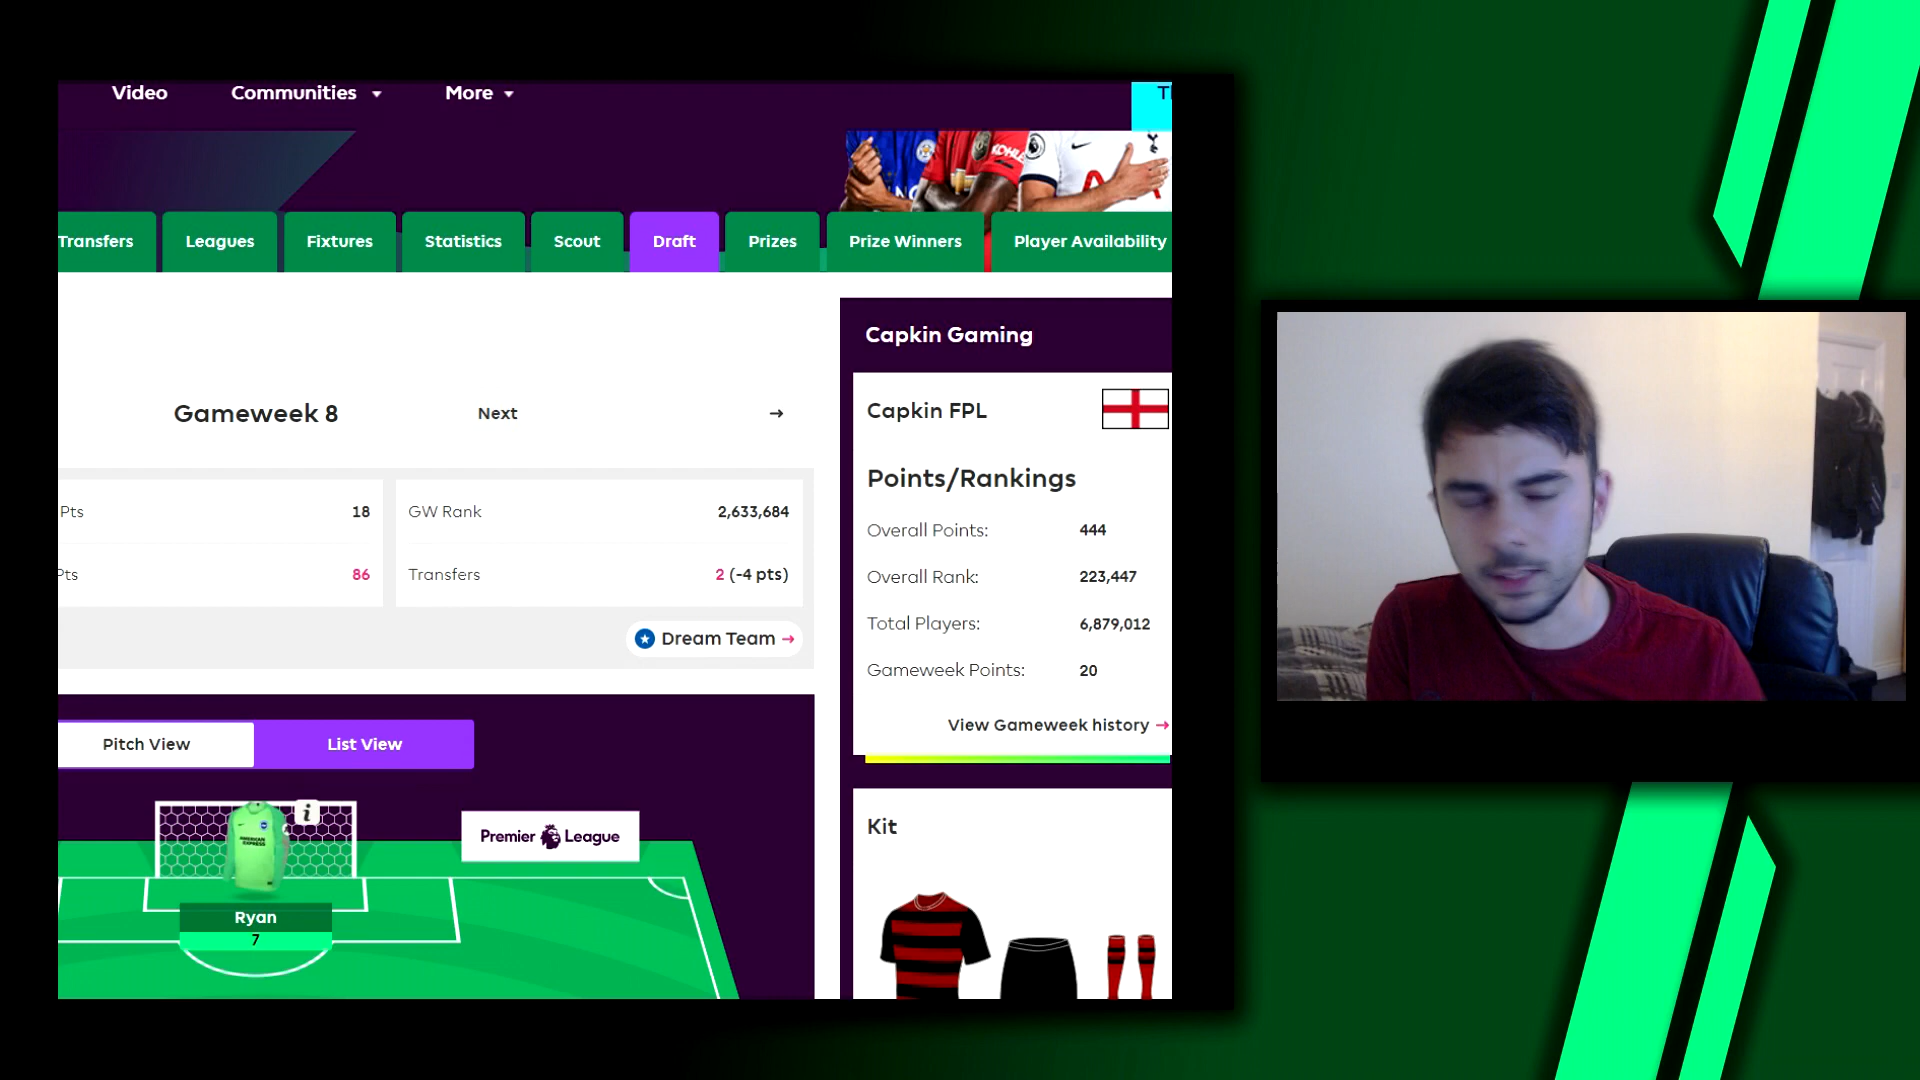 Video
Communities
More
Transfers
Leagues
Fixtures
Statistics
Scout
Draft
Prizes
Prize Winners
Player Availability
Capkin Gaming
Gameweek 8
Next
Capkin FPL
Points/Rankings
Pts 18
GW Rank 2,633,684
Pts 86
Transfers 2 (-4 pts)
Dream Team
Overall Points: 444
Overall Rank: 223,447
Total Players: 6,879,012
Gameweek Points: 20
View Gameweek history
Pitch View
List View
Premier League
AMERICAN
EXPRESS
Ryan
7
Kit